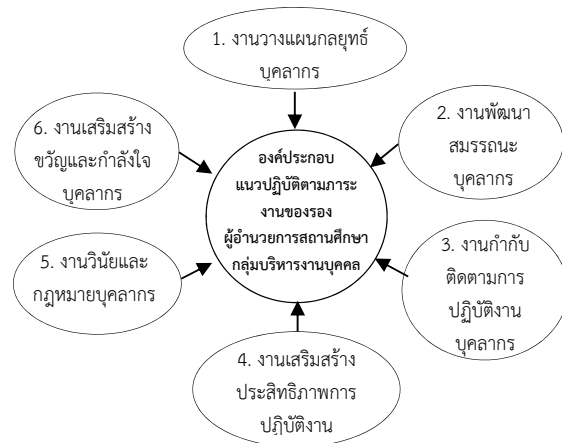 1. งานวางแผนกลยุทธ์
บุคลากร
2. งานพัฒนา
สมรรถนะ
บุคลากร
3. งานกำกับ
ติดตามการ
ปฏิบัติงาน
บุคลากร
4. งานเสริมสร้าง
ประสิทธิภาพการ
ปฏิบัติงาน
5. งานวินัยและ
กฎหมายบุคลากร
6. งานเสริมสร้าง
ขวัญและกำลังใจ
บุคลากร
องค์ประกอบ
แนวปฏิบัติตามภาระ
งานของรอง
ผู้อำนวยการสถานศึกษา
กลุ่มบริหารงานบุคคล